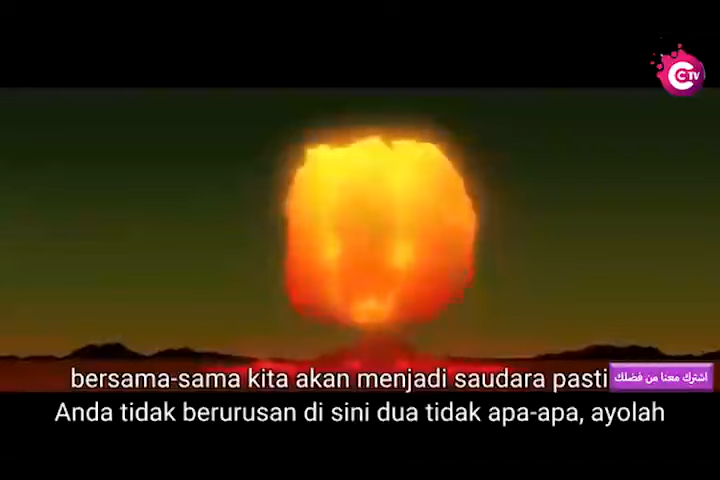 CTV
bersama-sama kita akan menjadi saudara pasti
اشترك معنا من فضلك
Anda tidak berurusan di sini dua tidak apa-apa, ayolah